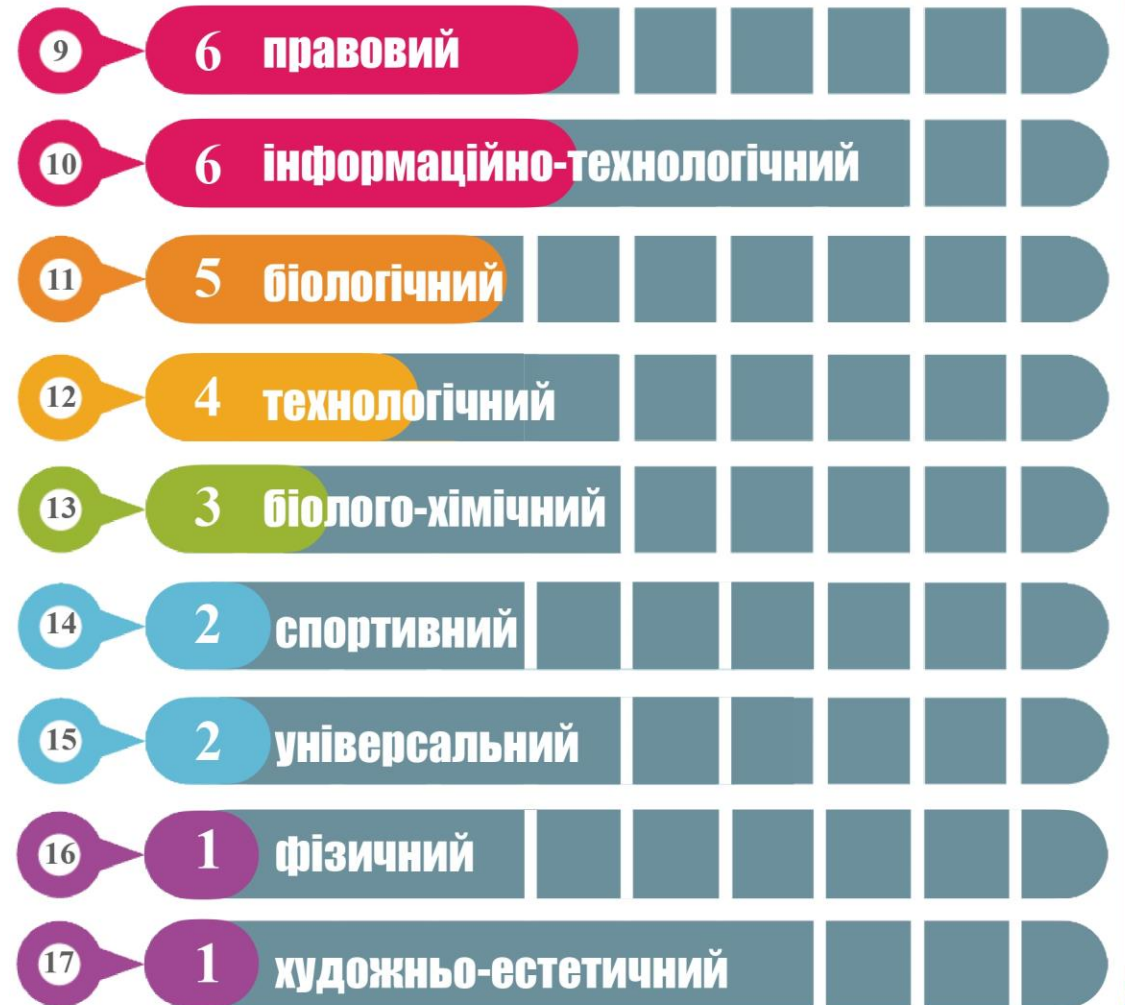 9 6 правовий
10 6 інформаційно-технологічний
11 5 біологічний
12 4 технологічний
13 3 біолого-хімічний
14 2 спортивний
15 2 універсальний
16 1 фізичний
17 1 художньо-естетичний